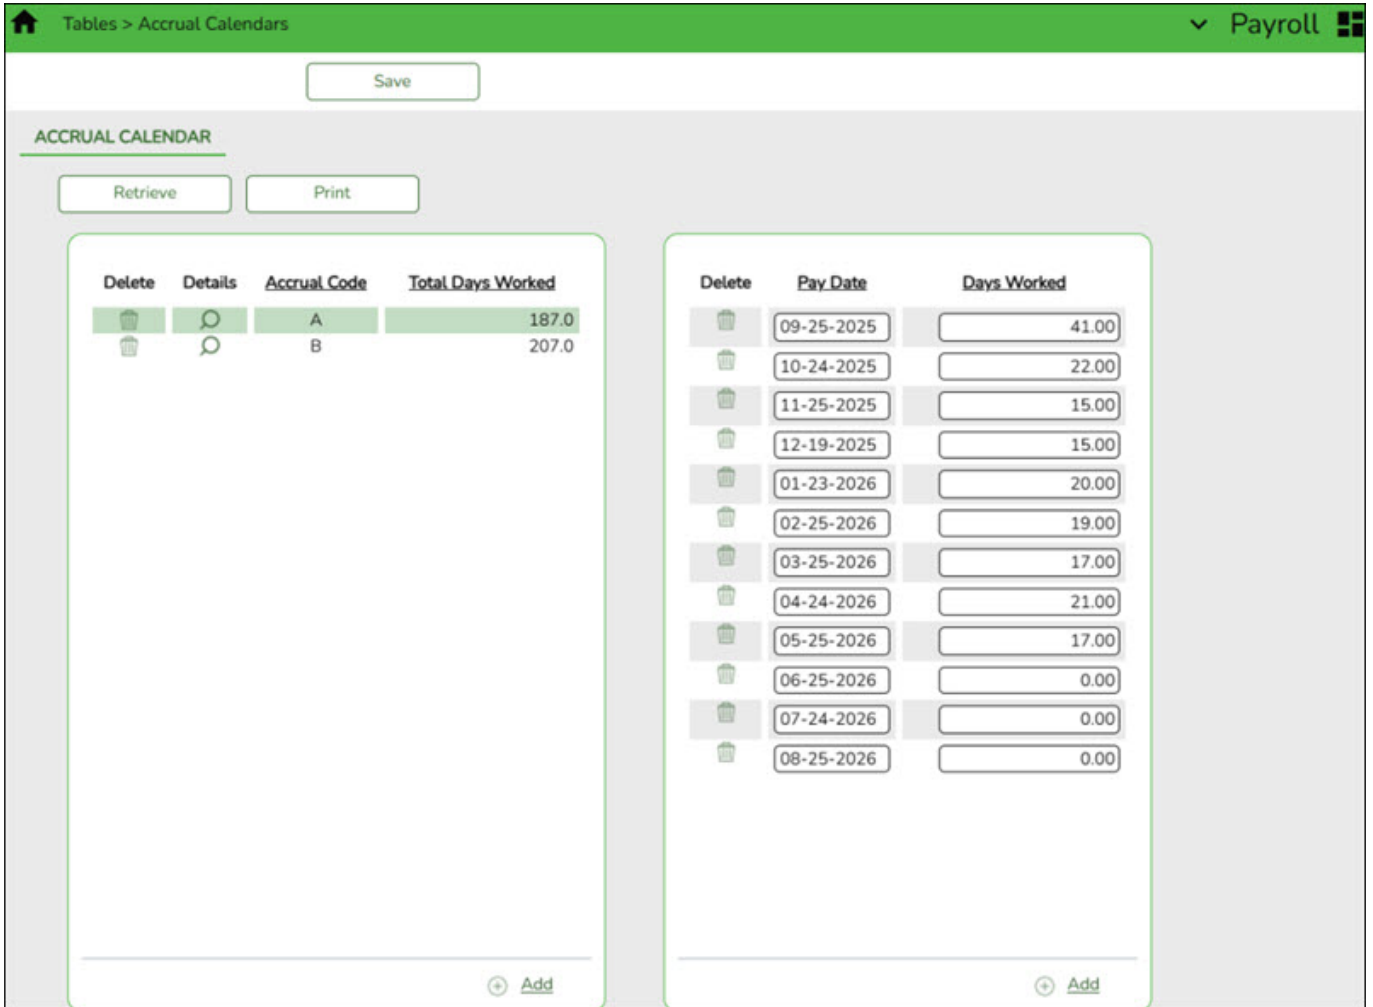 Tables > Accrual Calendars
Payroll
Save
ACCRUAL CALENDAR
Retrieve Print
Delete Details Accrual Code Total Days Worked
A 187.0
B 207.0
Add
Delete Pay Date Days Worked
09-25-2025 41.00
10-24-2025 22.00
11-25-2025 15.00
12-19-2025 15.00
01-23-2026 20.00
02-25-2026 19.00
03-25-2026 17.00
04-24-2026 21.00
05-25-2026 17.00
06-25-2026 0.00
07-24-2026 0.00
08-25-2026 0.00
Add